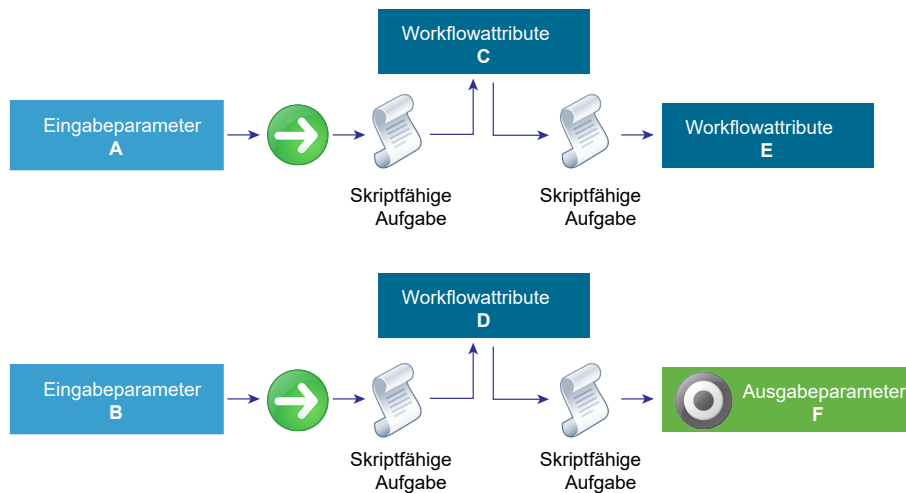 Workflowattribute
C
Eingabeparameter
A
Workflowattribute
E
Skriptfähige
Aufgabe
Skriptfähige
Aufgabe
Workflowattribute
D
Eingabeparameter
B
Ausgabeparameter
F
Skriptfähige
Aufgabe
Skriptfähige
Aufgabe